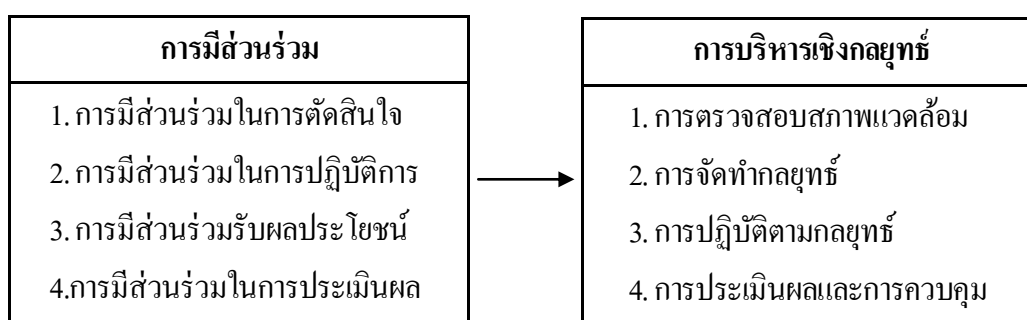 การมีส่วนร่วม
1. การมีส่วนร่วมในการตัดสินใจ
2. การมีส่วนร่วมในการปฏิบัติการ
3. การมีส่วนร่วมรับผลประโยชน์
4.การมีส่วนร่วมในการประเมินผล
การบริหารเชิงกลยุทธ์
1. การตรวจสอบสภาพแวดล้อม
2. การจัดทำกลยุทธ์
3. การปฏิบัติตามกลยุทธ์
4. การประเมินผลและการควบคุม